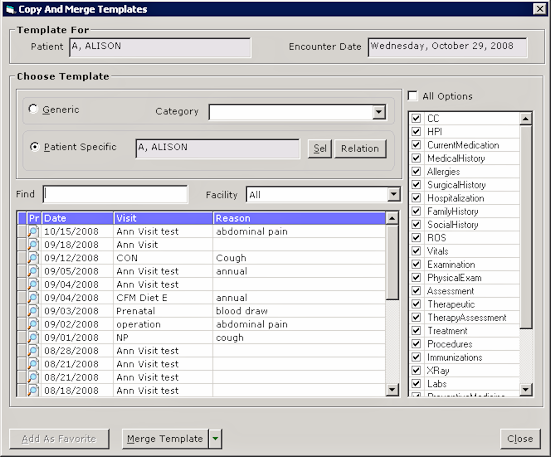 Copy And Merge Templates
Template For
Patient A, ALISON Encounter Date Wednesday, October 29, 2008
Choose Template
Generic Category
Patient Specific A, ALISON Sel Relation
Find Facility All
Pr Date Visit Reason
10/15/2008 Ann Visit test abdominal pain
09/18/2008 Ann Visit
09/12/2008 CON Cough
09/05/2008 Ann Visit test annual
09/04/2008 Ann Visit test
09/04/2008 CFM Diet E annual
09/03/2008 Prenatal blood draw
09/02/2008 operation abdominal pain
09/01/2008 NP cough
08/28/2008 Ann Visit test
08/21/2008 Ann Visit test
08/21/2008 Ann Visit test
08/18/2008 Ann Visit test
All Options
CC
HPI
CurrentMedication
MedicalHistory
Allergies
SurgicalHistory
Hospitalization
FamilyHistory
SocialHistory
ROS
Vitals
Examination
PhysicalExam
Assessment
Therapeutic
TherapyAssessment
Treatment
Procedures
Immunizations
XRay
Labs
PreventiveMedicine
Add As Favorite Merge Template Close